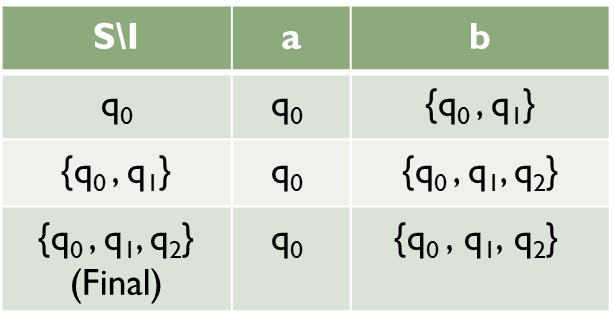 S\I a b
q₀ q₀ {q₀ , q₁}
{q₀ , q₁} q₀ {q₀ , q₁, q₂}
{q₀ , q₁, q₂} q₀ {q₀ , q₁, q₂}
(Final)